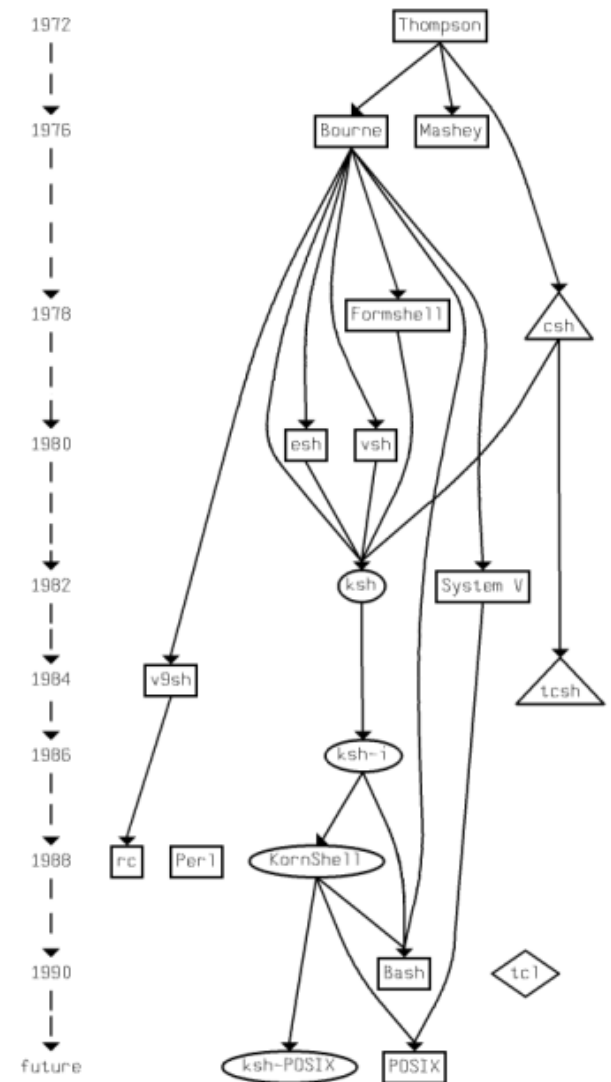 1972
Thompson
1976
Bourne
Mashey
1978
Formshell
csh
1980
esh
vsh
1982
ksh
System V
1984
v9sh
tcsh
1986
ksh-i
1988
rc
Perl
KornShell
1990
Bash
tcl
future
ksh-POSIX
POSIX